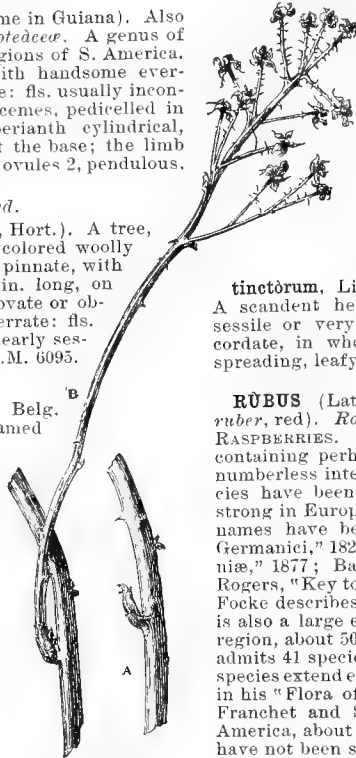 me in Guiana). Also
oteàceæ. A genus of
gions of S. America.
ith handsome ever-
e: fls. usually incon-
cemes, pedicelled in
erianth cylindrical,
t the base; the limb
ovules 2, pendulous,
d.
, Hort.). A tree,
colored woolly
pinnate, with
in. long, on
ovate or ob-
errate: fls.
early ses-
.M. 6095.
Belg.
amed
B
A
tinctòrum, Li
A scandent he
sessile or very
cordate, in who
spreading, leafy
RÙBUS (Lat
ruber, red). Ro
RASPBERRIES.
containing perh
numberless inte
cies have been
strong in Europ
names have be
Germanici," 182
niæ," 1877; Ba
Rogers, "Key to
Focke describes
is also a large e
region, about 50
admits 41 specie
species extend e
in his "Flora of
Franchet and S
America, about
have not been s